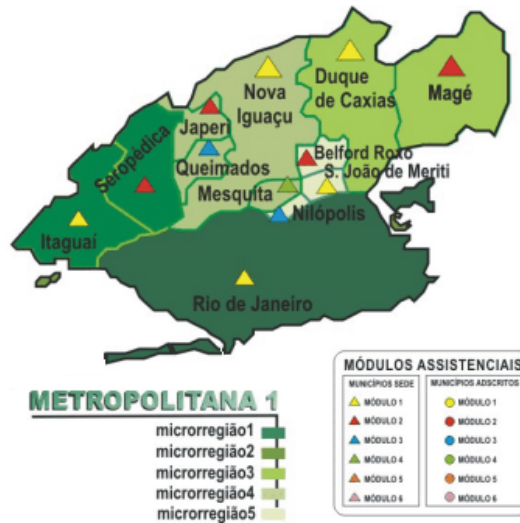 Nova
Iguaçu
Duque
de Caxias
Magé
Japeri
Seropédica
Queimados
Belford Roxo
S. João de Meriti
Mesquita
Nilópolis
Itaguaí
Rio de Janeiro
METROPOLITANA 1
microrregião1
microrregião2
microrregião3
microrregião4
microrregião5
MÓDULOS ASSISTENCIAIS
MUNICÍPIOS SEDE
MÓDULO 1
MÓDULO 2
MÓDULO 3
MÓDULO 4
MÓDULO 5
MÓDULO 6
MUNICÍPIOS ADSCRITOS
MÓDULO 1
MÓDULO 2
MÓDULO 3
MÓDULO 4
MÓDULO 5
MÓDULO 6